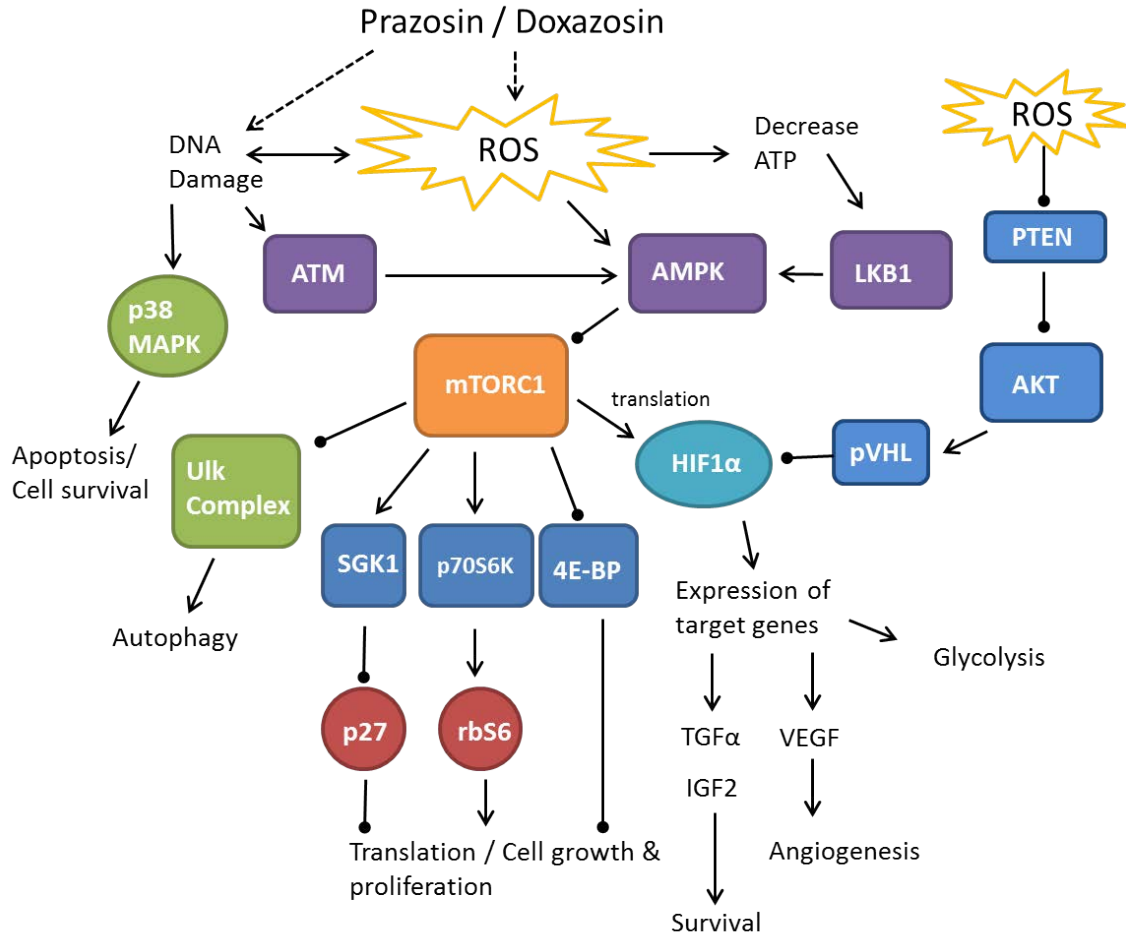 Prazosin / Doxazosin
ROS
ROS
DNA
Damage
Decrease
ATP
PTEN
ATM
AMPK
LKB1
p38
MAPK
mTORC1
translation
AKT
Apoptosis/
Cell survival
Ulk
Complex
HIF1α
pVHL
SGK1
p70S6K
4E-BP
Expression of
target genes
Autophagy
Glycolysis
p27
rbS6
TGFα
VEGF
IGF2
Translation / Cell growth &
proliferation
Angiogenesis
Survival